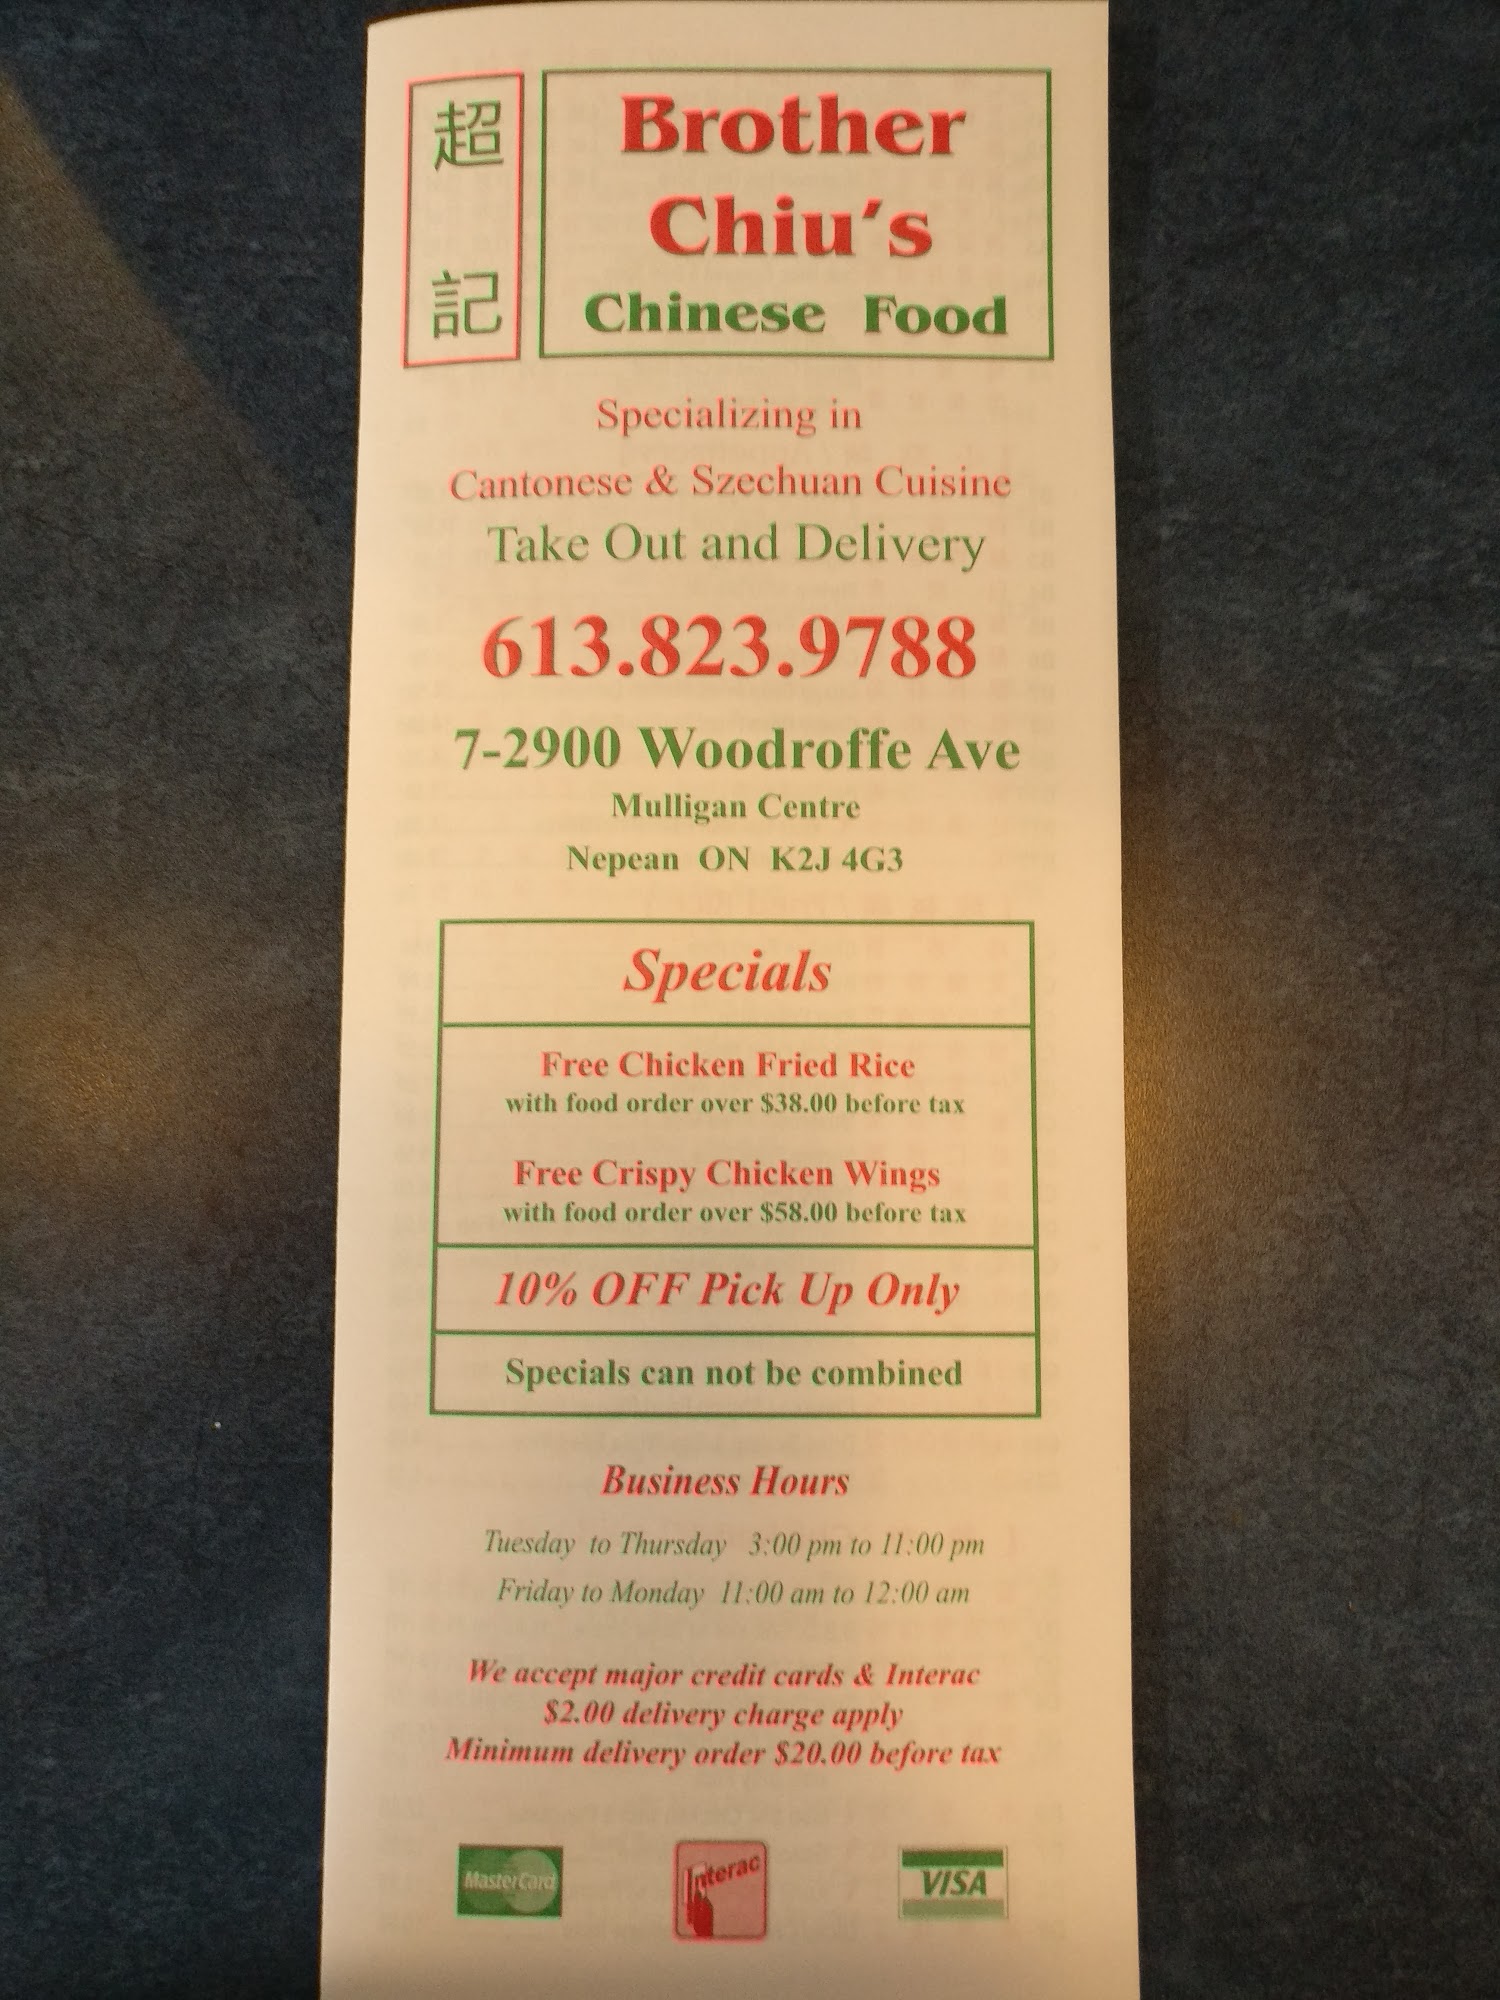 超
記
Brother
Chiu's
Chinese Food
Specializing in
Cantonese & Szechuan Cuisine
Take Out and Delivery
613.823.9788
7-2900 Woodroffe Ave
Mulligan Centre
Nepean ON K2J 4G3
Specials
Free Chicken Fried Rice
with food order over $38.00 before tax
Free Crispy Chicken Wings
with food order over $58.00 before tax
10% OFF Pick Up Only
Specials can not be combined
Business Hours
Tuesday to Thursday 3:00 pm to 11:00 pm
Friday to Monday 11:00 am to 12:00 am
We accept major credit cards & Interac
$2.00 delivery charge apply
Minimum delivery order $20.00 before tax
MasterCard
Interac
VISA